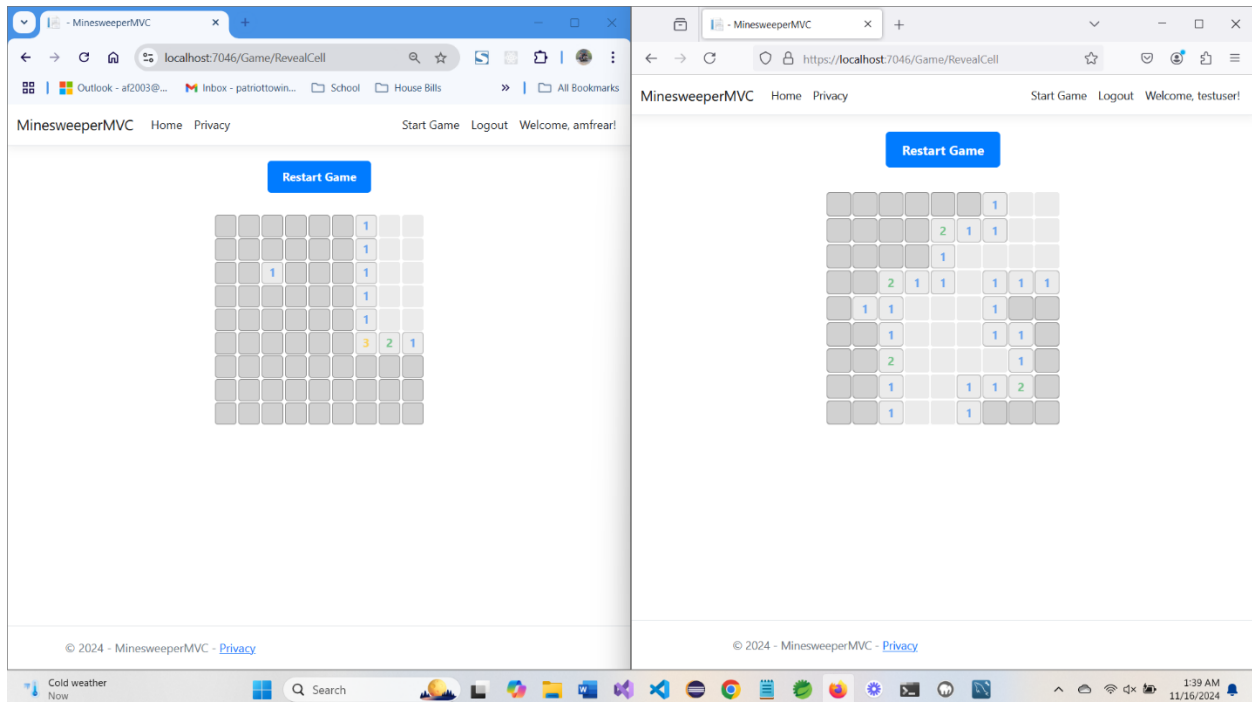 - MinesweeperMVC
localhost:7046/Game/RevealCell
Outlook - af2003@... Inbox - patriottowin... School House Bills » All Bookmarks
MinesweeperMVC Home Privacy Start Game Logout Welcome, amfrear!
Restart Game
1
1
1 1
1
1
3 2 1
© 2024 - MinesweeperMVC - Privacy
- MinesweeperMVC
https://localhost:7046/Game/RevealCell
MinesweeperMVC Home Privacy Start Game Logout Welcome, testuser!
Restart Game
1
2 1 1
1
2 1 1 1 1 1
1 1 1
1 1 1
2 1
1 1 1 2
1 1
© 2024 - MinesweeperMVC - Privacy
Cold weather
Now
Search
1:39 AM
11/16/2024